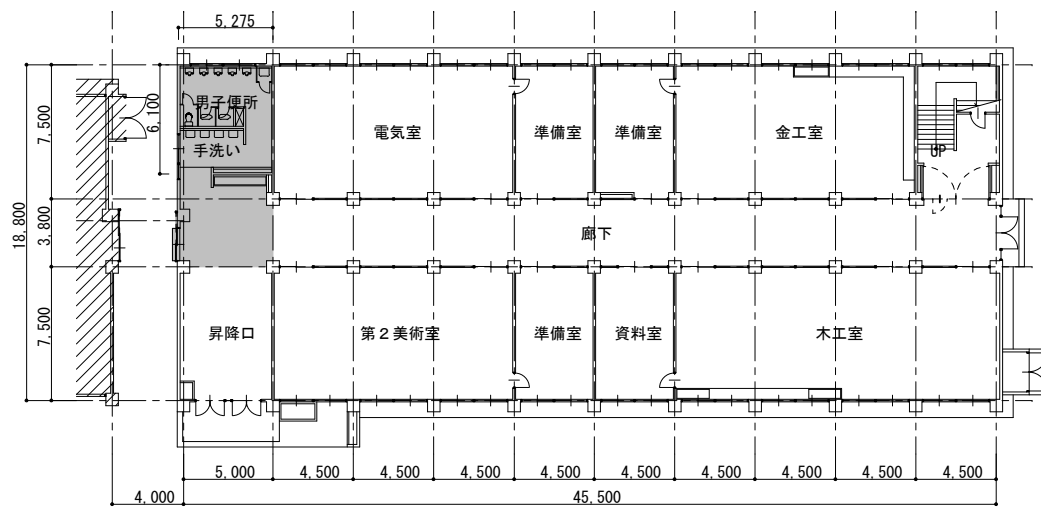 5,275
男子便所
手洗い
6,100
7,500
18,800
3,800
7,500
電気室
準備室
準備室
金工室
UP
廊下
昇降口
第２美術室
準備室
資料室
木工室
5,000
4,500
4,500
4,500
4,500
4,500
4,500
4,500
4,500
4,500
4,000
45,500